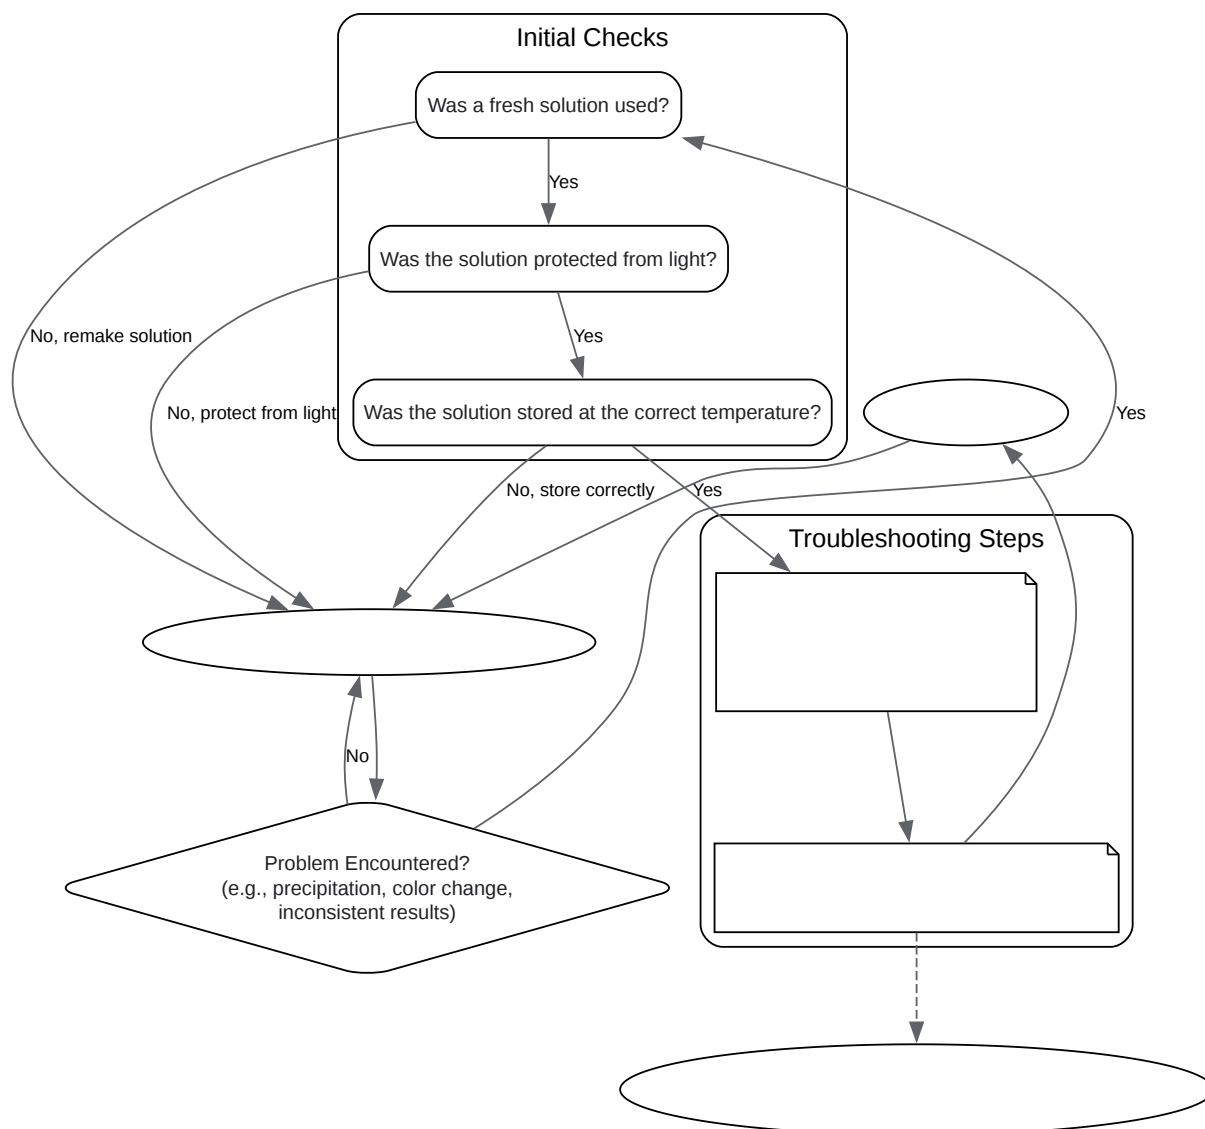 Initial Checks
Was a fresh solution used?
Yes
Was the solution protected from light?
No, remake solution
Yes
No, protect from light
Was the solution stored at the correct temperature?
Yes
No, store correctly
Yes
Troubleshooting Steps
No
Problem Encountered?
(e.g., precipitation, color change,
inconsistent results)